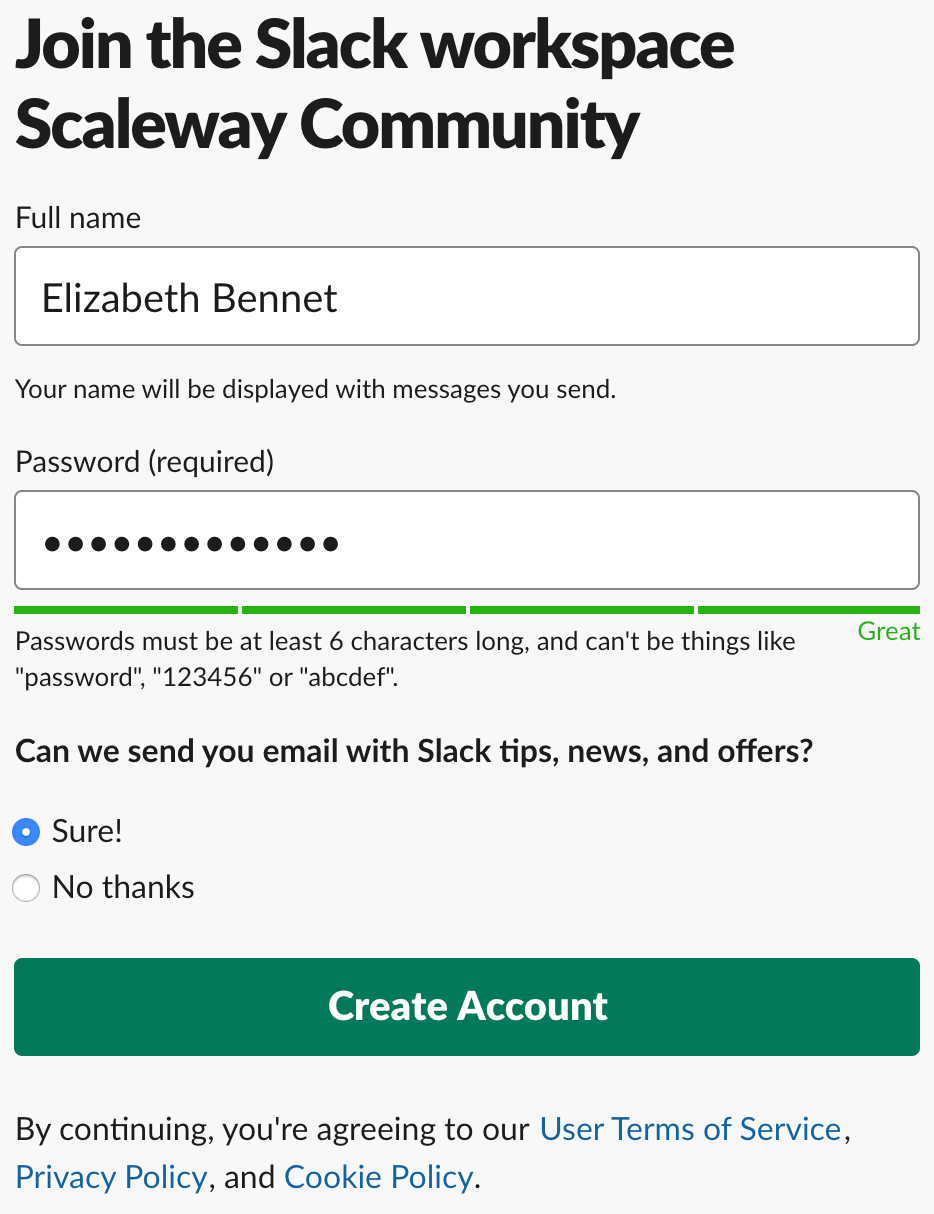 Join the Slack workspace
Scaleway Community
Full name
Elizabeth Bennet
Your name will be displayed with messages you send.
Password (required)
•••••••••••••
Great
Passwords must be at least 6 characters long, and can't be things like
"password", "123456" or "abcdef".
Can we send you email with Slack tips, news, and offers?
Sure!
No thanks
Create Account
By continuing, you're agreeing to our User Terms of Service,
Privacy Policy, and Cookie Policy.